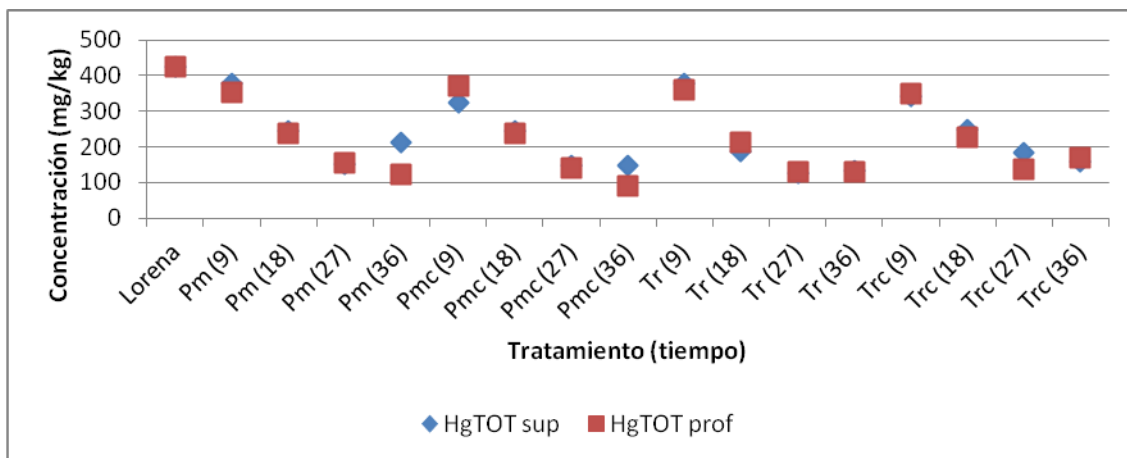 Concentración (mg/kg)
500
400
300
200
100
0
Lorena
Pm (9)
Pm (18)
Pm (27)
Pm (36)
Pmc (9)
Pmc (18)
Pmc (27)
Pmc (36)
Tr (9)
Tr (18)
Tr (27)
Tr (36)
Trc (9)
Trc (18)
Trc (27)
Trc (36)
Tratamiento (tiempo)
HgTOT sup HgTOT prof